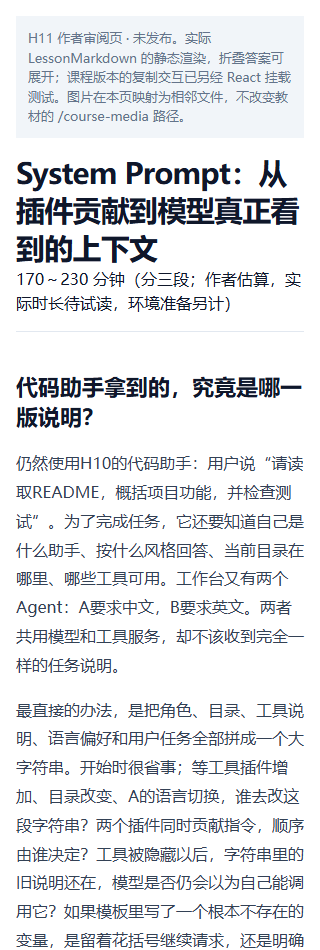 H11 作者审阅页 · 未发布。实际
LessonMarkdown 的静态渲染，折叠答案可
展开；课程版本的复制交互已另经 React 挂载
测试。图片在本页映射为相邻文件，不改变教
材的 /course-media 路径。
System Prompt：从
插件贡献到模型真正看
到的上下文
170～230 分钟（分三段；作者估算，实
际时长待试读，环境准备另计）
代码助手拿到的，究竟是哪一
版说明？
仍然使用H10的代码助手：用户说“请读
取README，概括项目功能，并检查测
试”。为了完成任务，它还要知道自己是
什么助手、按什么风格回答、当前目录在
哪里、哪些工具可用。工作台又有两个
Agent：A要求中文，B要求英文。两者
共用模型和工具服务，却不该收到完全一
样的任务说明。
最直接的办法，是把角色、目录、工具说
明、语言偏好和用户任务全部拼成一个大
字符串。开始时很省事；等工具插件增
加、目录改变、A的语言切换，谁去改这
段字符串？两个插件同时贡献指令，顺序
由谁决定？工具被隐藏以后，字符串里的
旧说明还在，模型是否仍会以为自己能调
用它？如果模板里写了一个根本不存在的
变量，是留着花括号继续请求，还是明确